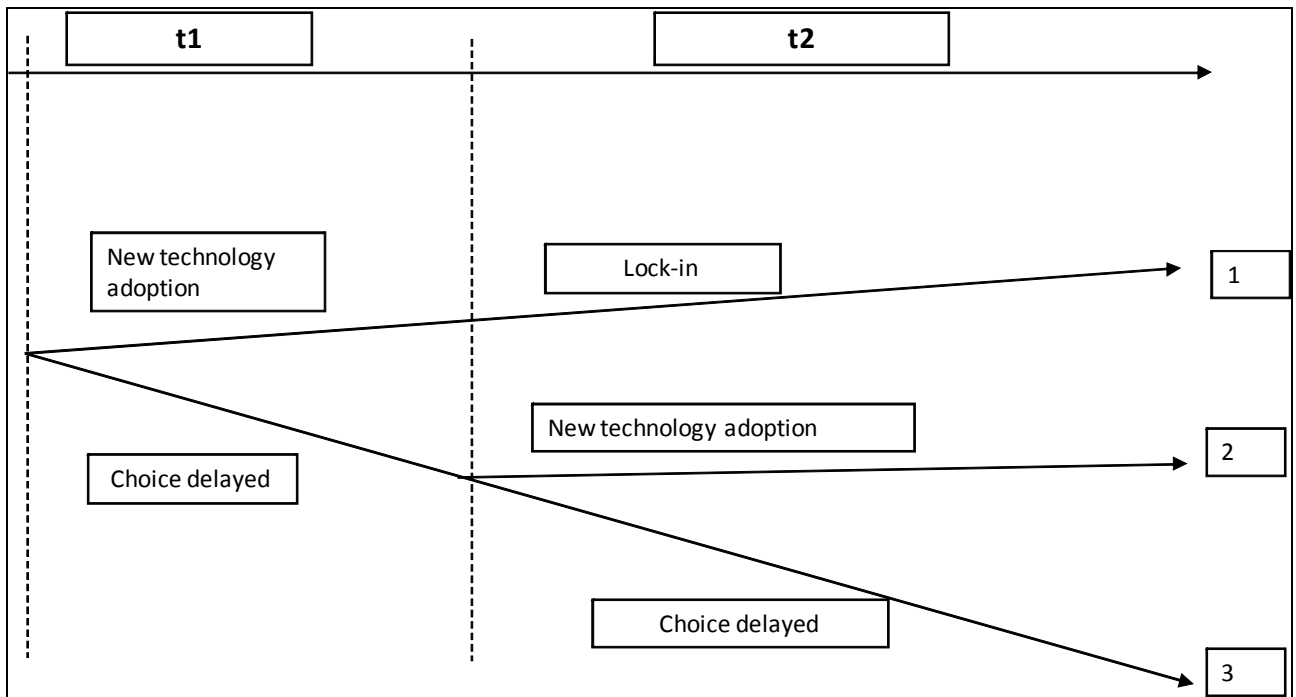 t1
t2
New technology
adoption
Lock-in
1
New technology adoption
2
Choice delayed
Choice delayed
3